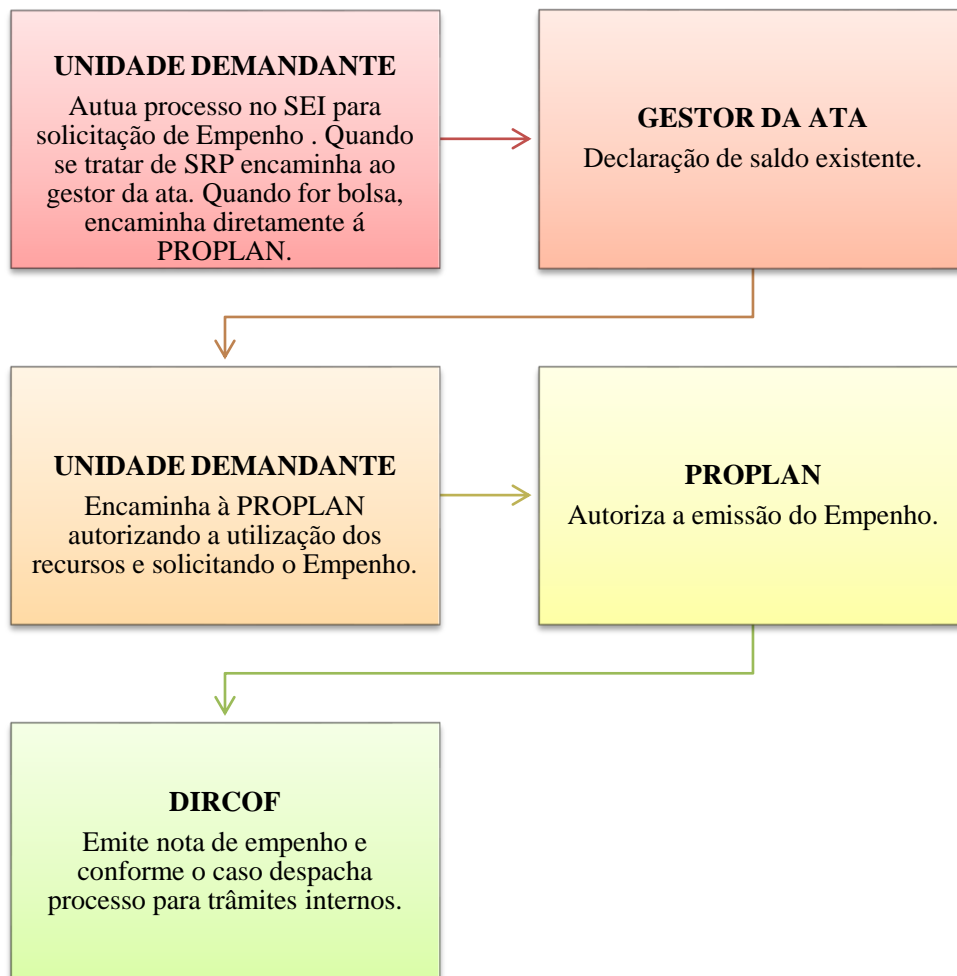 UNIDADE DEMANDANTE
Autua processo no SEI para
solicitação de Empenho . Quando
se tratar de SRP encaminha ao
gestor da ata. Quando for bolsa,
encaminha diretamente á
PROPLAN.
GESTOR DA ATA
Declaração de saldo existente.
UNIDADE DEMANDANTE
Encaminha à PROPLAN
autorizando a utilização dos
recursos e solicitando o Empenho.
PROPLAN
Autoriza a emissão do Empenho.
DIRCOF
Emite nota de empenho e
conforme o caso despacha
processo para trâmites internos.